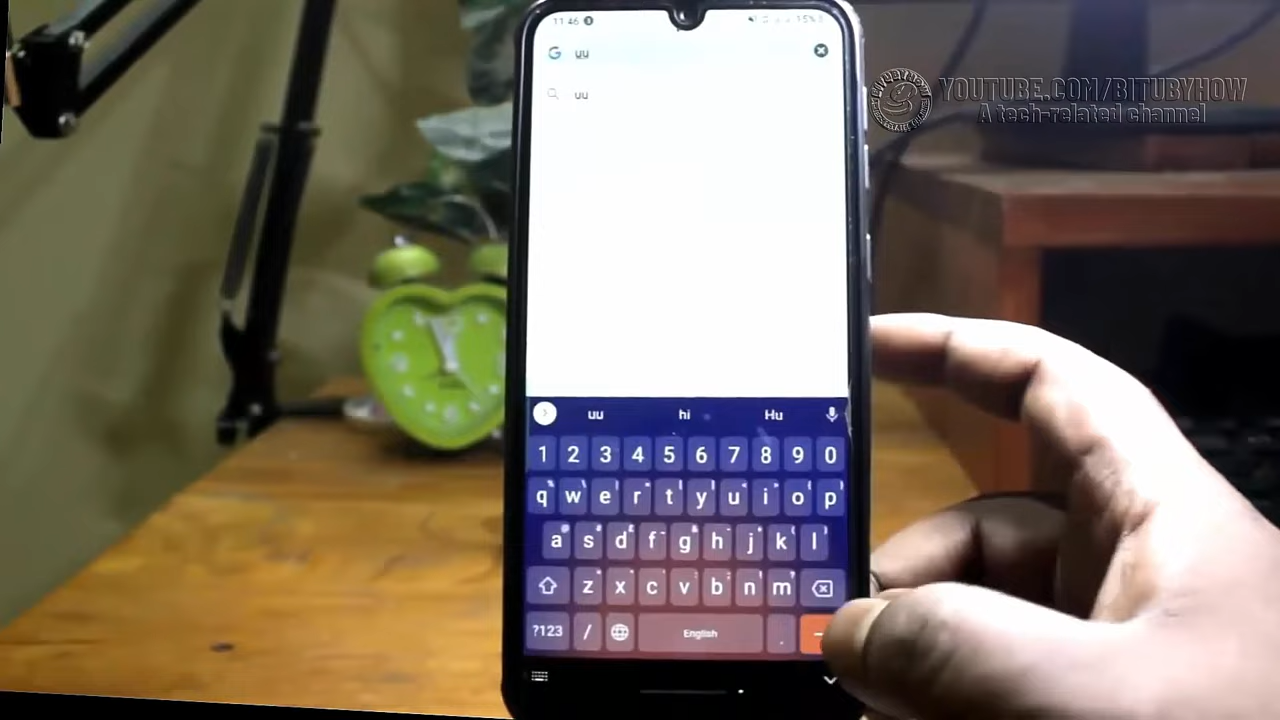 11:46
15%
G uu
uu
YOUTUBE.COM/BITUBYHOW
A tech-related channel
uu hi Hu
1 2 3 4 5 6 7 8 9 0
q w e r t y u i o p
a s d f g h j k l
z x c v b n m
?123 / English .